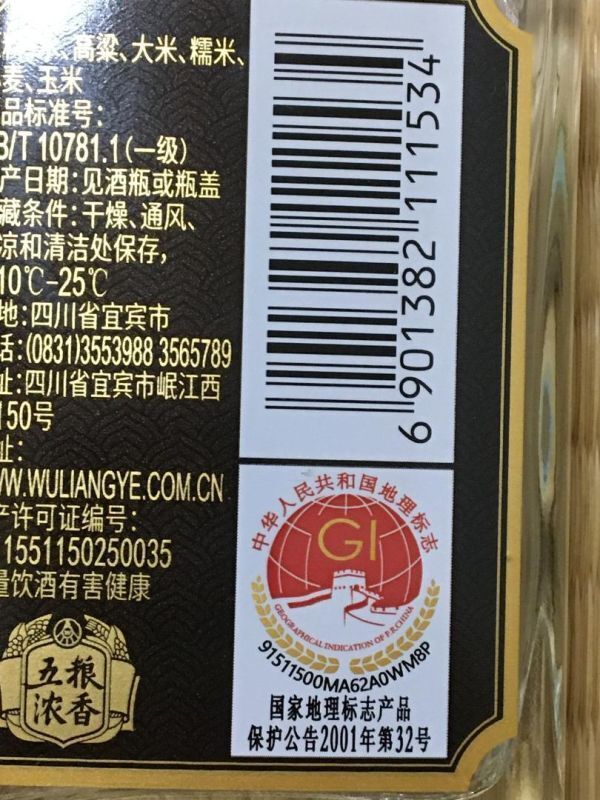 高粱、大米、糯米、
麦、玉米
品标准号:
B/T 10781.1(一级)
产日期:见酒瓶或瓶盖
藏条件:干燥、通风、
凉和清洁处保存,
10℃-25℃
地:四川省宜宾市
话:(0831)3553988 3565789
址:四川省宜宾市岷江西
150号
址:
WW.WULIANGYE.COM.CN
产许可证编号:
11551150250035
量饮酒有害健康
五粮
浓香
6 901382 111534
中华人民共和国地理标志
GI
GEOGRAPHICAL INDICATION OF P.R.CHINA
91511500MA62A0WM8P
国家地理标志产品
保护公告2001年第32号